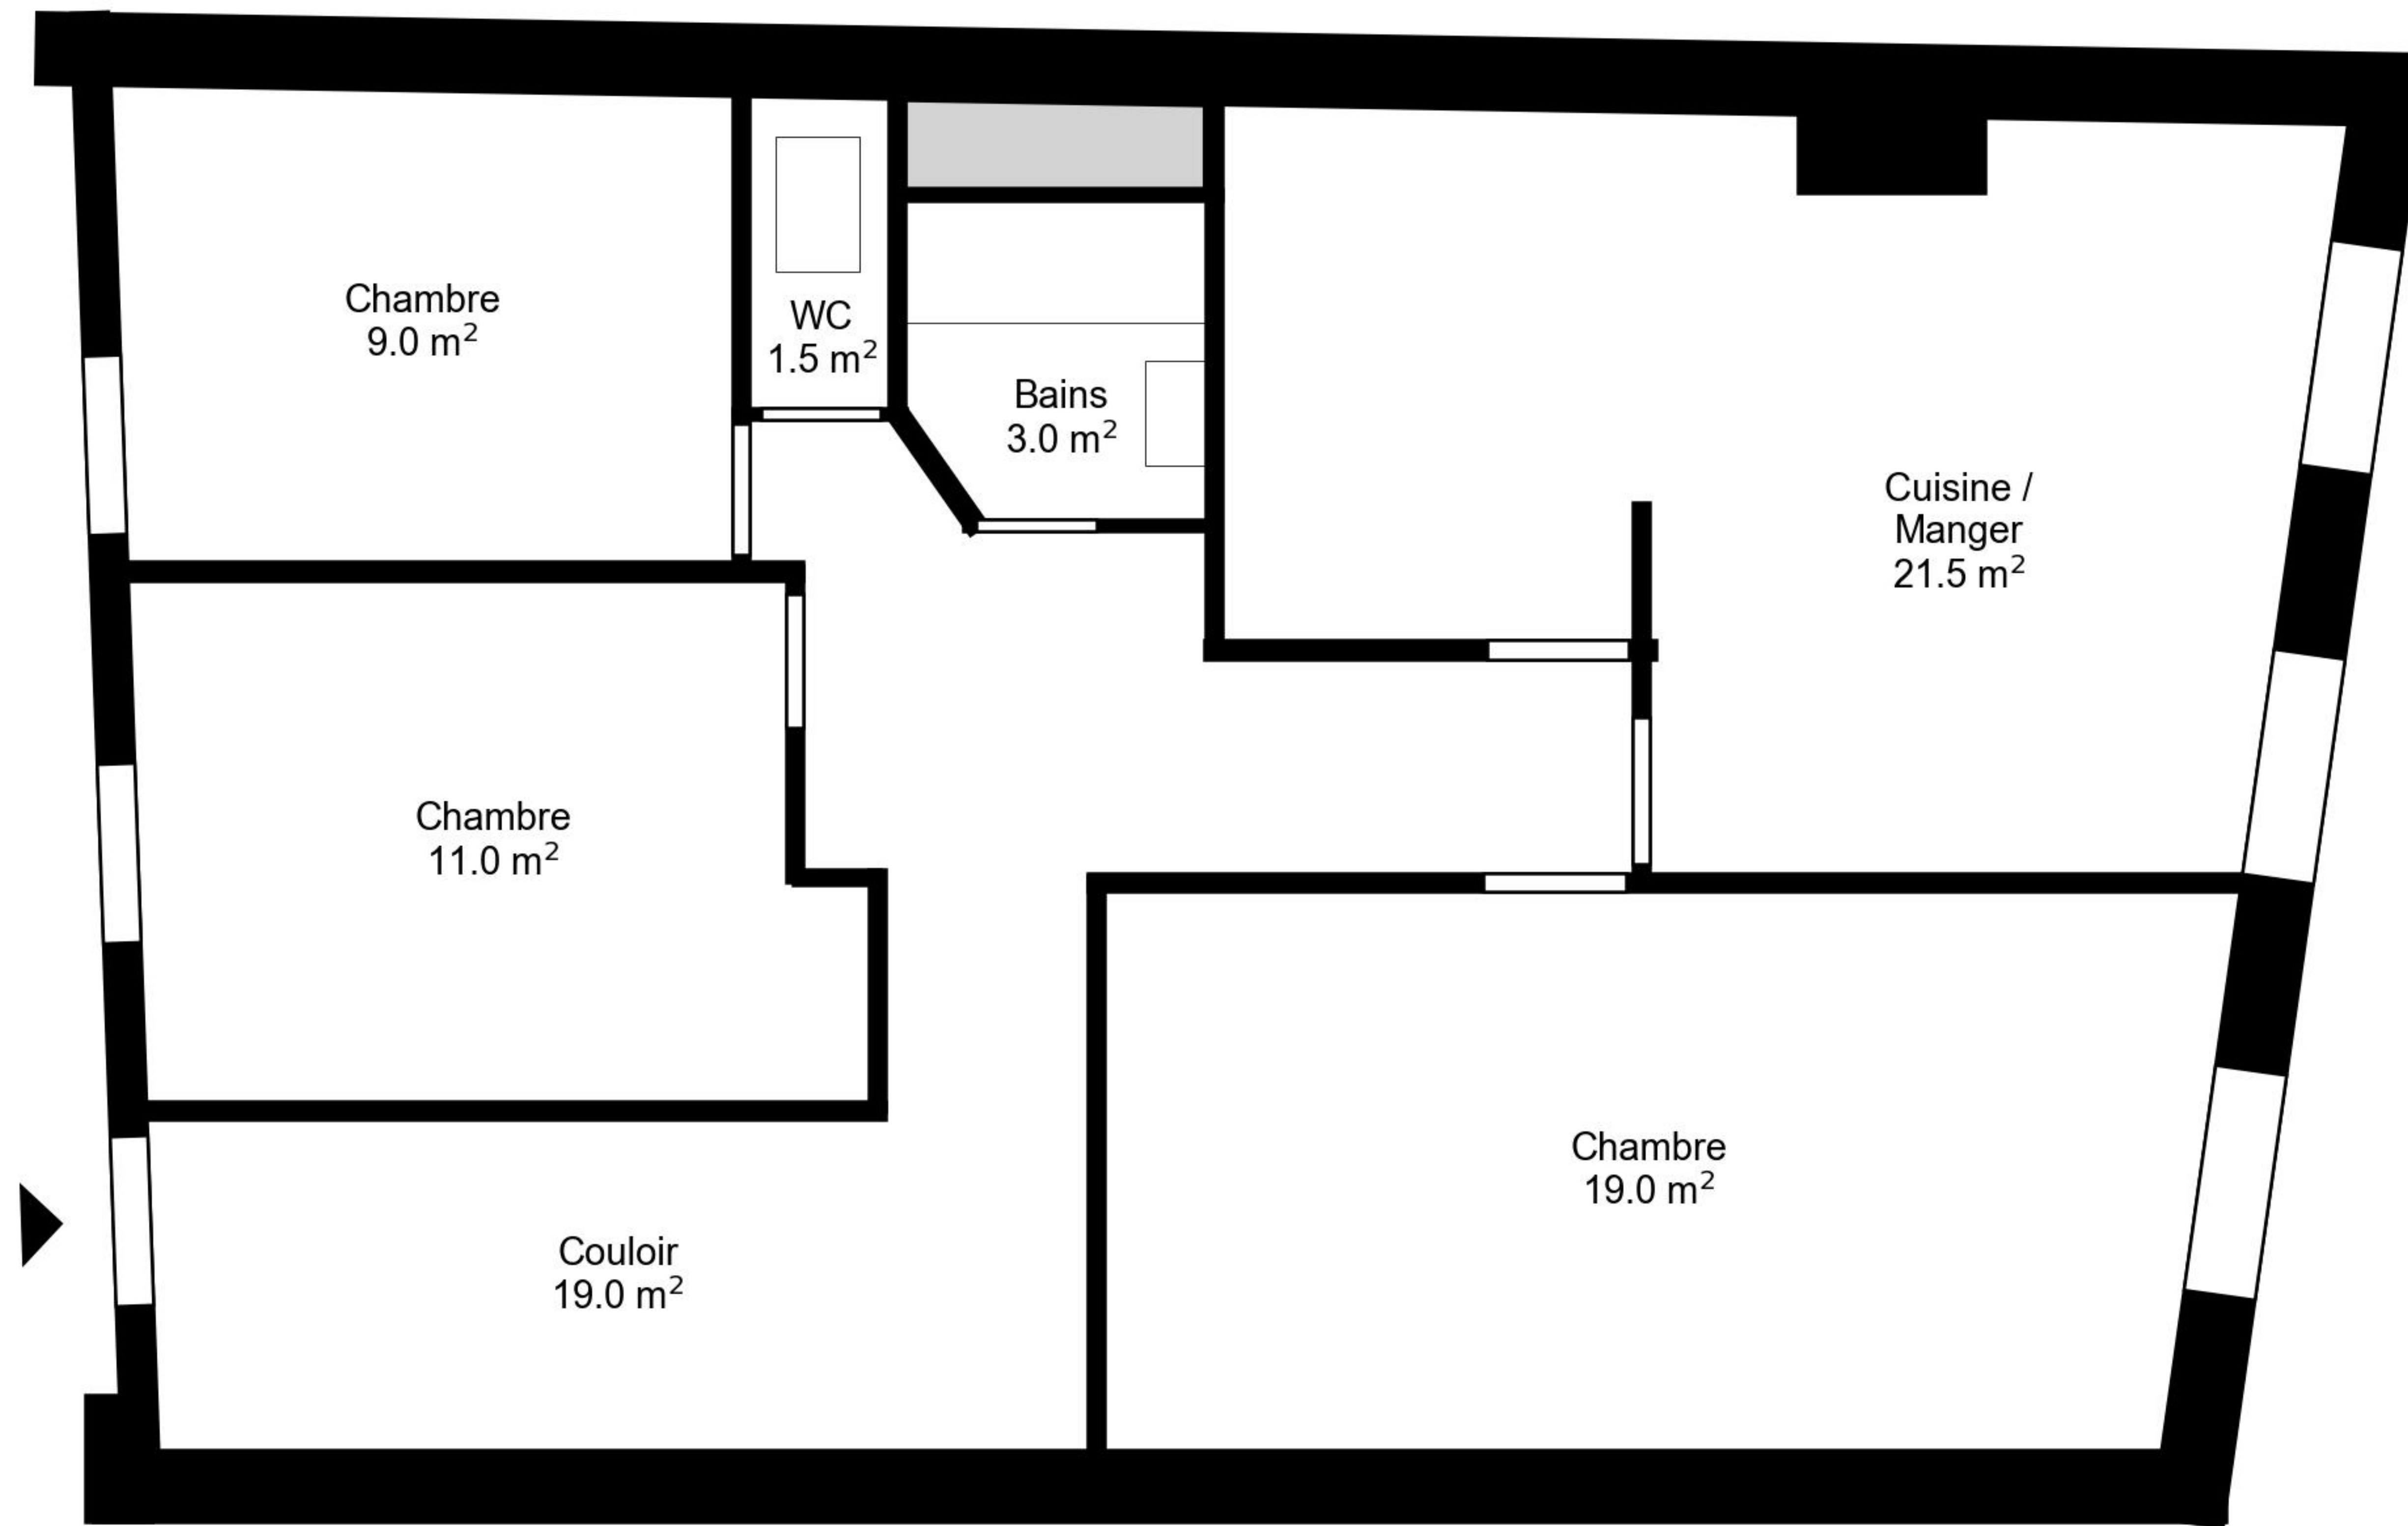 Chambre
9.0 m²
WC
1.5 m²
Bains
3.0 m²
Cuisine /
Manger
21.5 m²
Chambre
11.0 m²
Chambre
19.0 m²
Couloir
19.0 m²